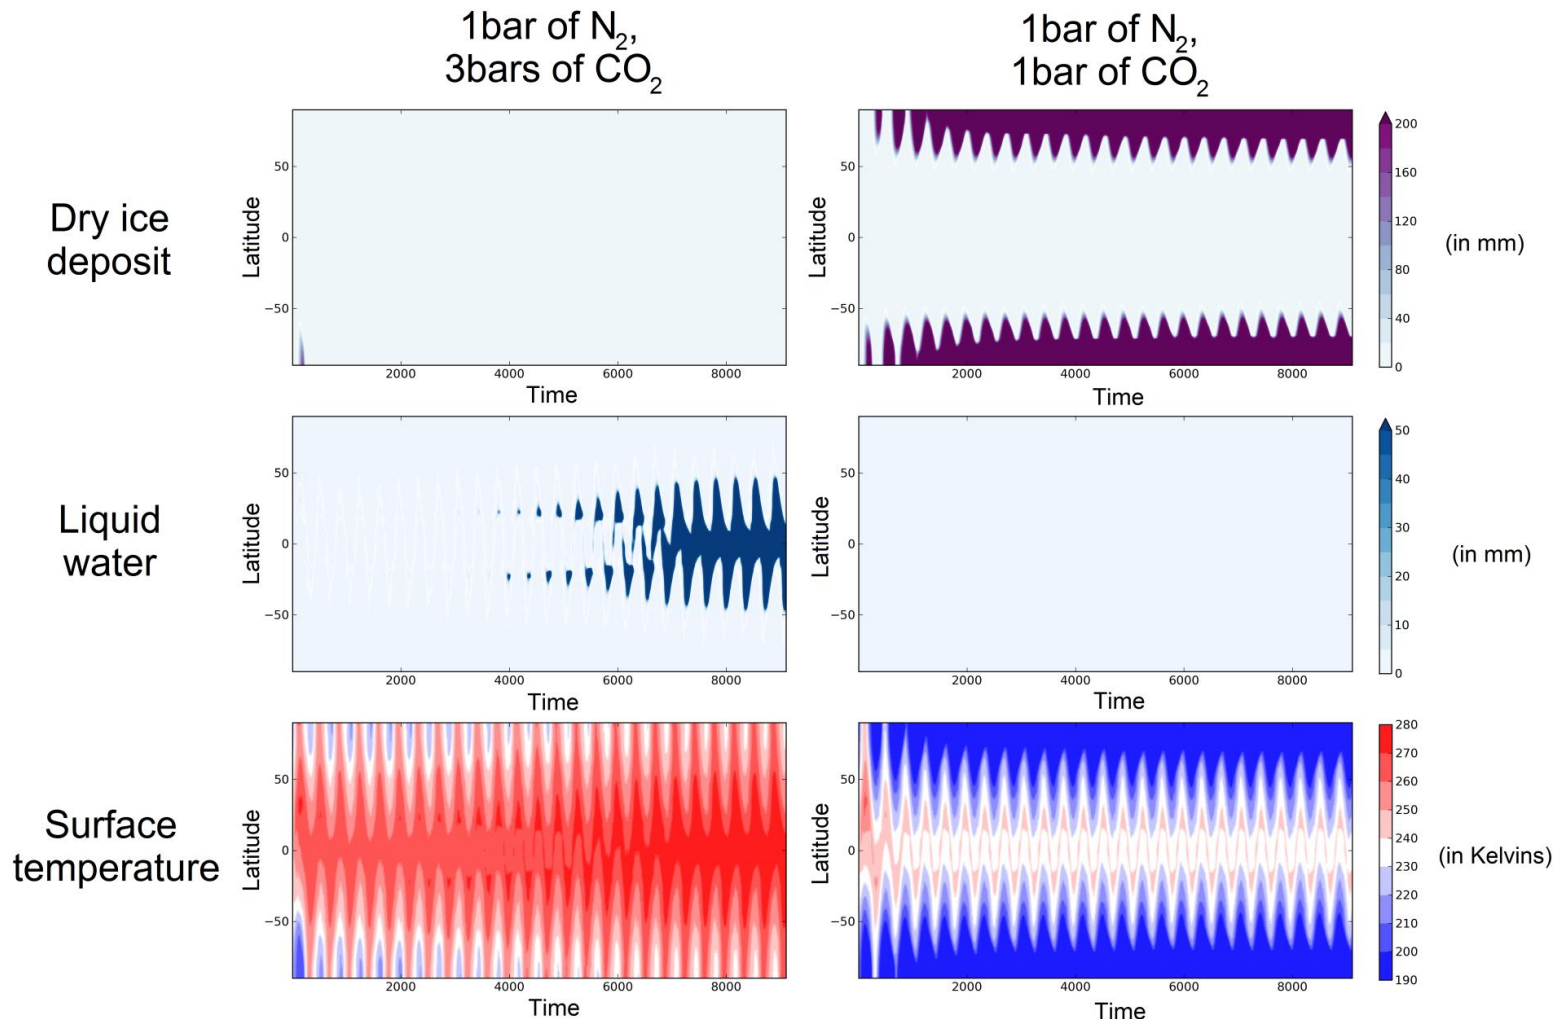 1bar of N₂,
3bars of CO₂
1bar of N₂,
1bar of CO₂
Dry ice
deposit
Latitude
50
0
−50
2000 4000 6000 8000
Time
Latitude
50
0
−50
2000 4000 6000 8000
Time
200
160
120
80
40
0
(in mm)
Liquid
water
Latitude
50
0
−50
2000 4000 6000 8000
Time
Latitude
50
0
−50
2000 4000 6000 8000
Time
50
40
30
20
10
0
(in mm)
Surface
temperature
Latitude
50
0
−50
2000 4000 6000 8000
Time
Latitude
50
0
−50
2000 4000 6000 8000
Time
280
270
260
250
240
230
220
210
200
190
(in Kelvins)